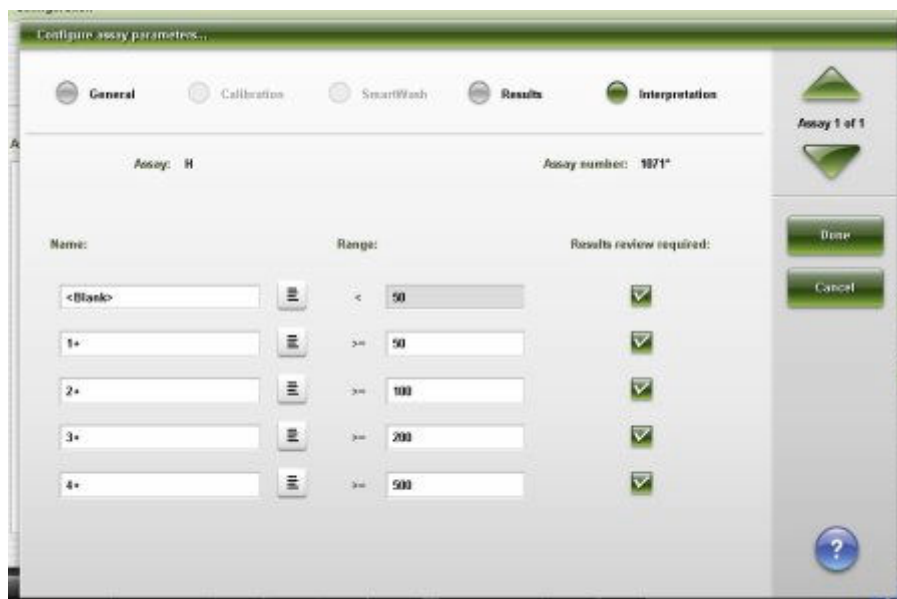 Configuration
Configure assay parameters...
General Calibration SmartWash Results Interpretation
Assay 1 of 1
Assay: H Assay number: 1071*
Name: Range: Results review required:
Done
<Blank> < 50
Cancel
1+ >= 50
2+ >= 100
3+ >= 200
4+ >= 500
?